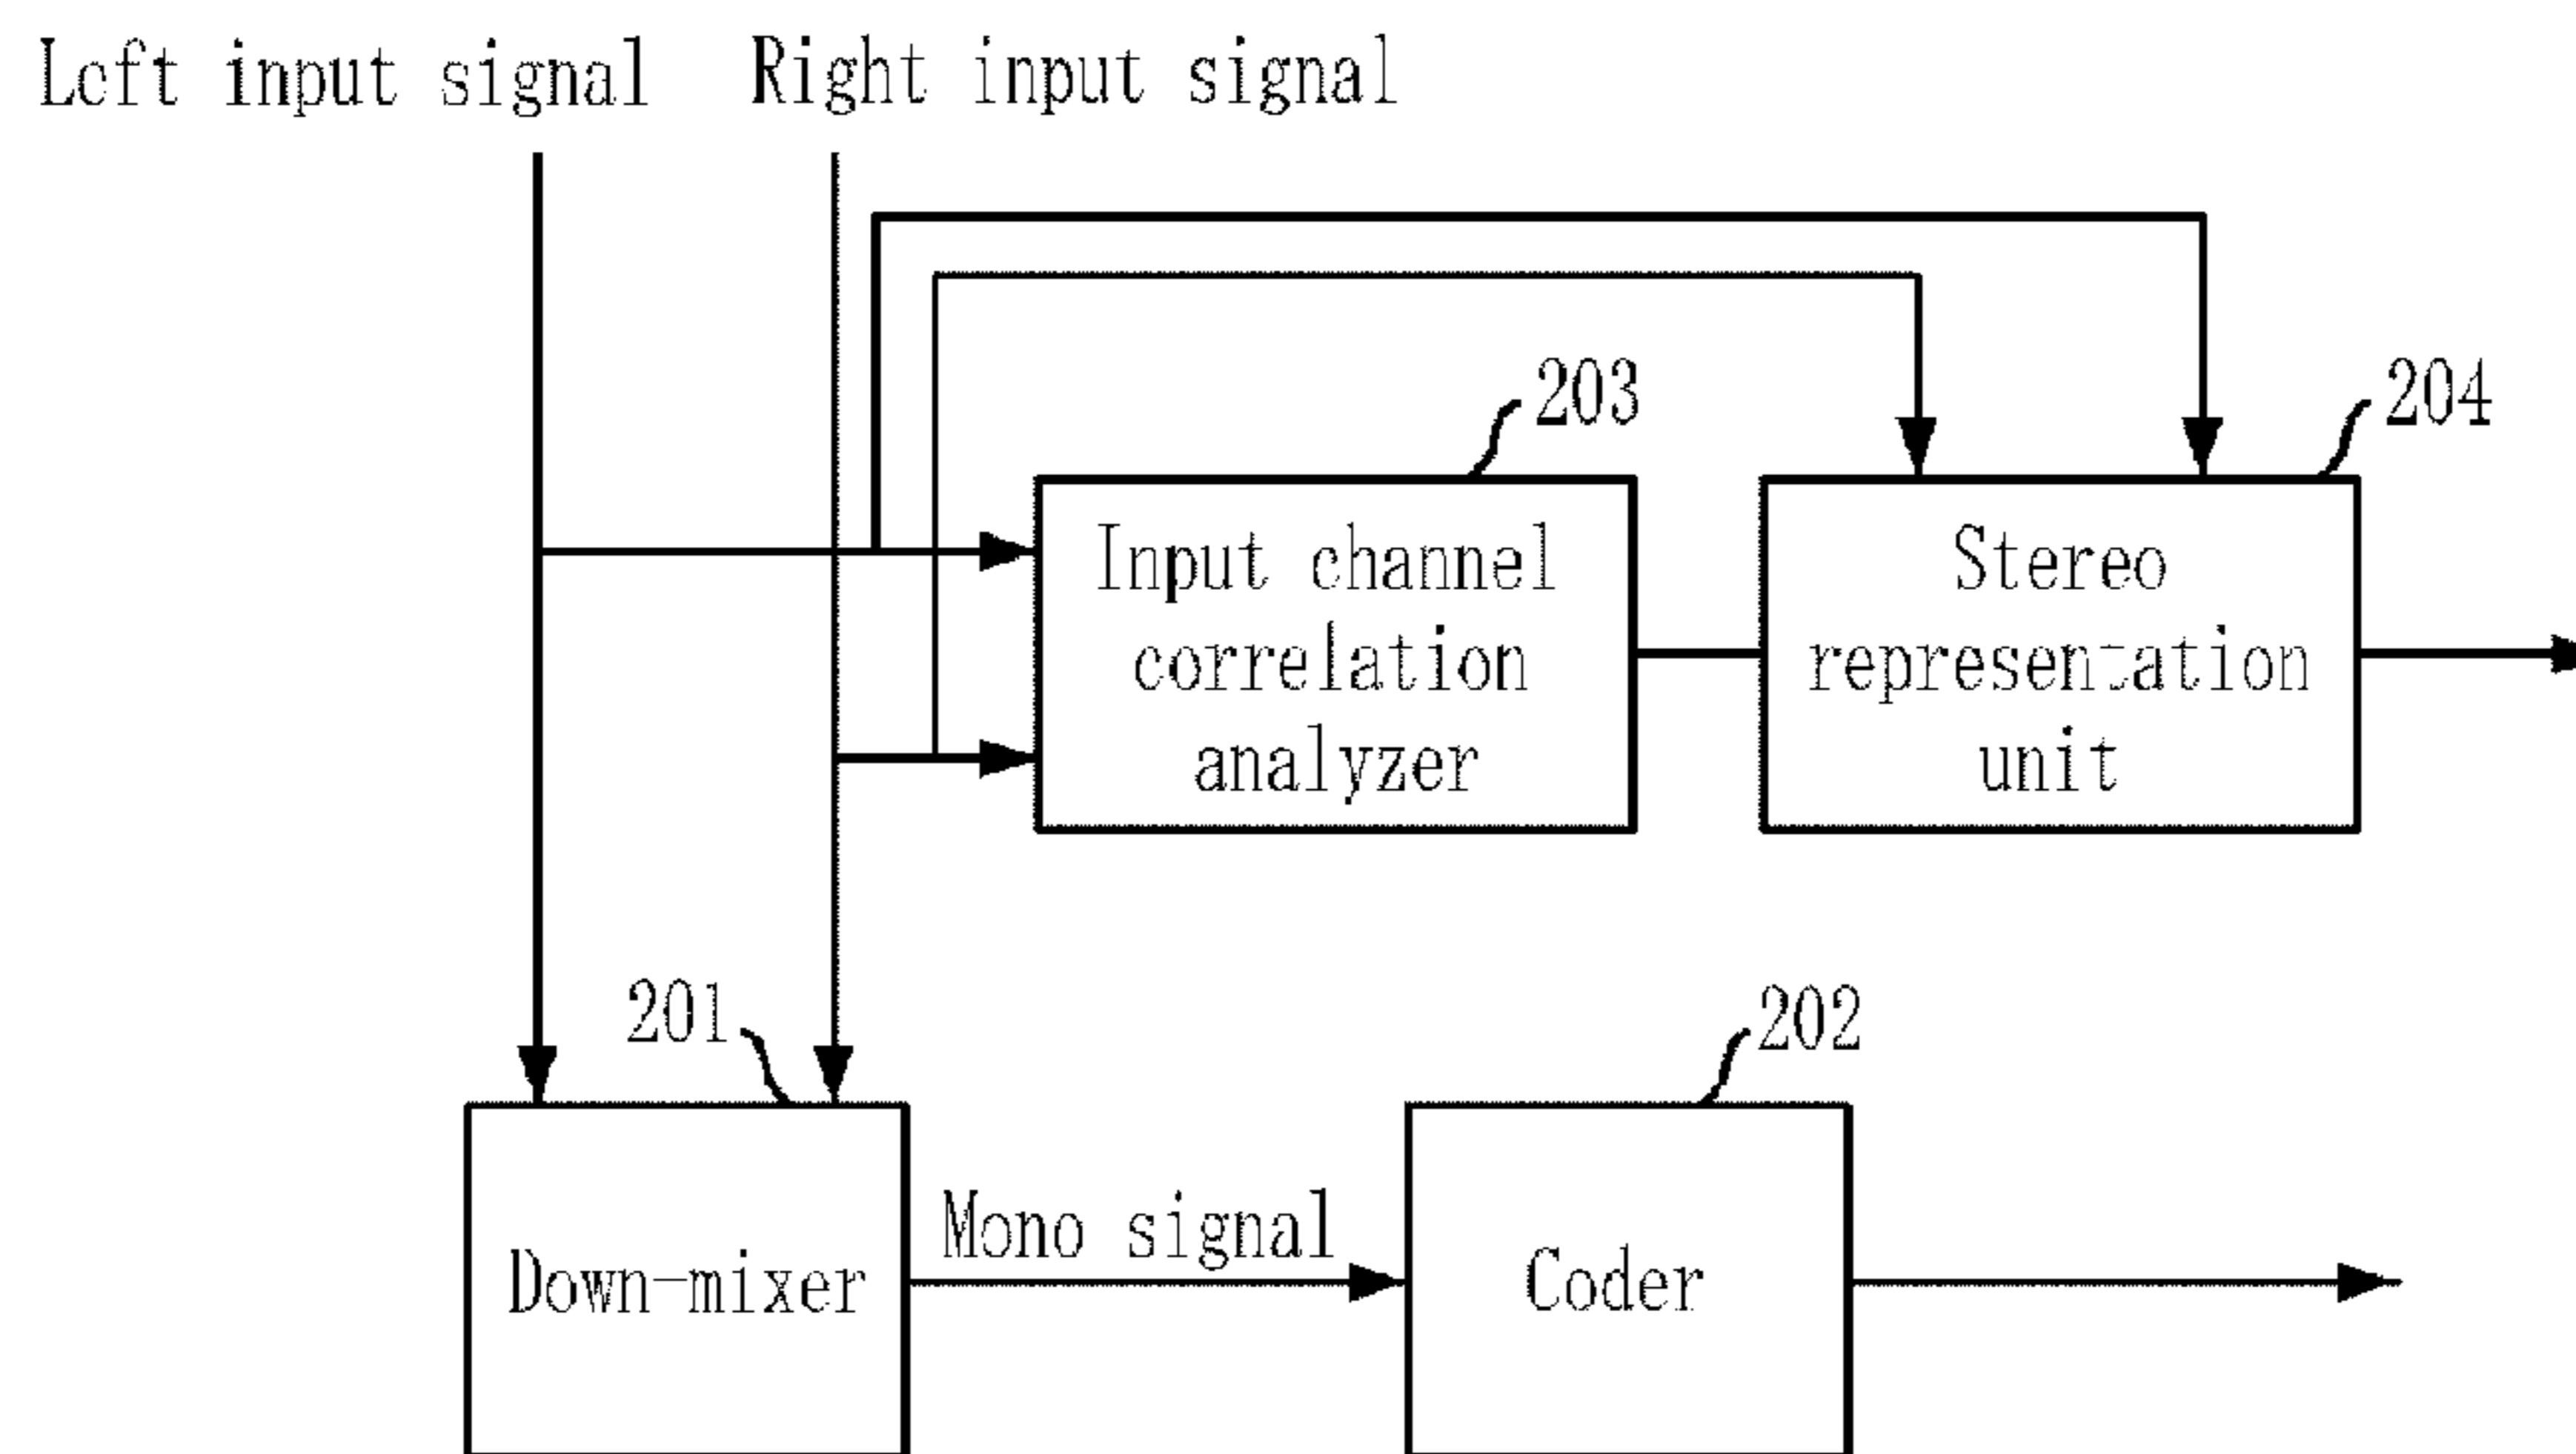 Left input signal
Right input signal
203
204
Input channel
correlation
analyzer
Stereo
representation
unit
201
202
Mono signal
Down-mixer
Coder